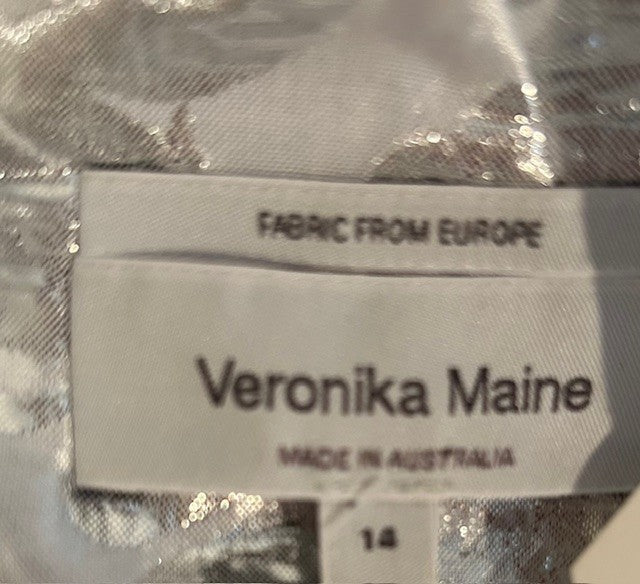 FABRIC FROM EUROPE
Veronika Maine
MADE IN AUSTRALIA
14